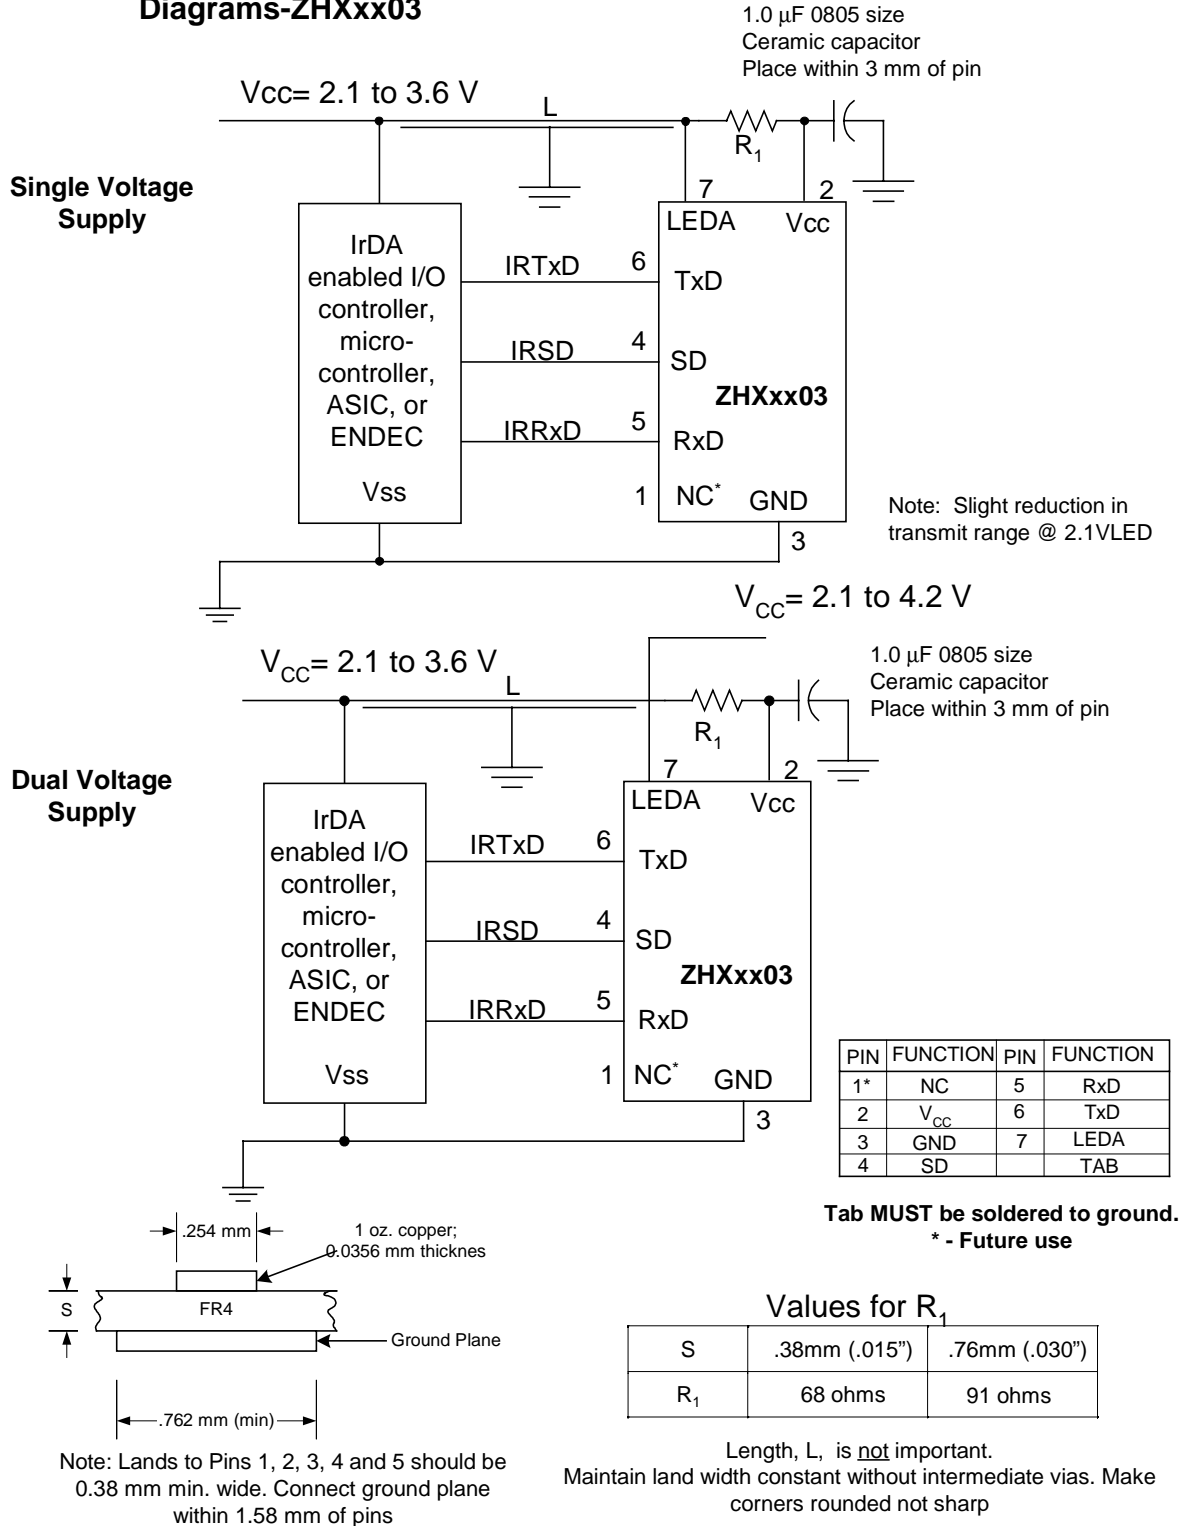 Diagrams-ZHXxx03
1.0 μF 0805 size
Ceramic capacitor
Place within 3 mm of pin
Vcc= 2.1 to 3.6 V
L
R1
Single Voltage
Supply
7
2
LEDA
Vcc
IrDA
enabled I/O
controller,
micro-
controller,
ASIC, or
ENDEC
Vss
IRTxD
6
TxD
IRSD
4
SD
ZHXxx03
IRRxD
5
RxD
1
NC*
GND
3
Note: Slight reduction in
transmit range @ 2.1VLED
VCC= 2.1 to 4.2 V
VCC= 2.1 to 3.6 V
L
R1
1.0 μF 0805 size
Ceramic capacitor
Place within 3 mm of pin
Dual Voltage
Supply
7
2
LEDA
Vcc
IrDA
enabled I/O
controller,
micro-
controller,
ASIC, or
ENDEC
Vss
IRTxD
6
TxD
IRSD
4
SD
ZHXxx03
IRRxD
5
RxD
1
NC*
GND
3
PIN FUNCTION PIN FUNCTION
1* NC 5 RxD
2 VCC 6 TxD
3 GND 7 LEDA
4 SD TAB
Tab MUST be soldered to ground.
* - Future use
.254 mm
1 oz. copper;
0.0356 mm thicknes
S
FR4
Ground Plane
.762 mm (min)
Note: Lands to Pins 1, 2, 3, 4 and 5 should be
0.38 mm min. wide. Connect ground plane
within 1.58 mm of pins
Values for R1
S .38mm (.015”) .76mm (.030”)
R1 68 ohms 91 ohms
Length, L, is not important.
Maintain land width constant without intermediate vias. Make
corners rounded not sharp